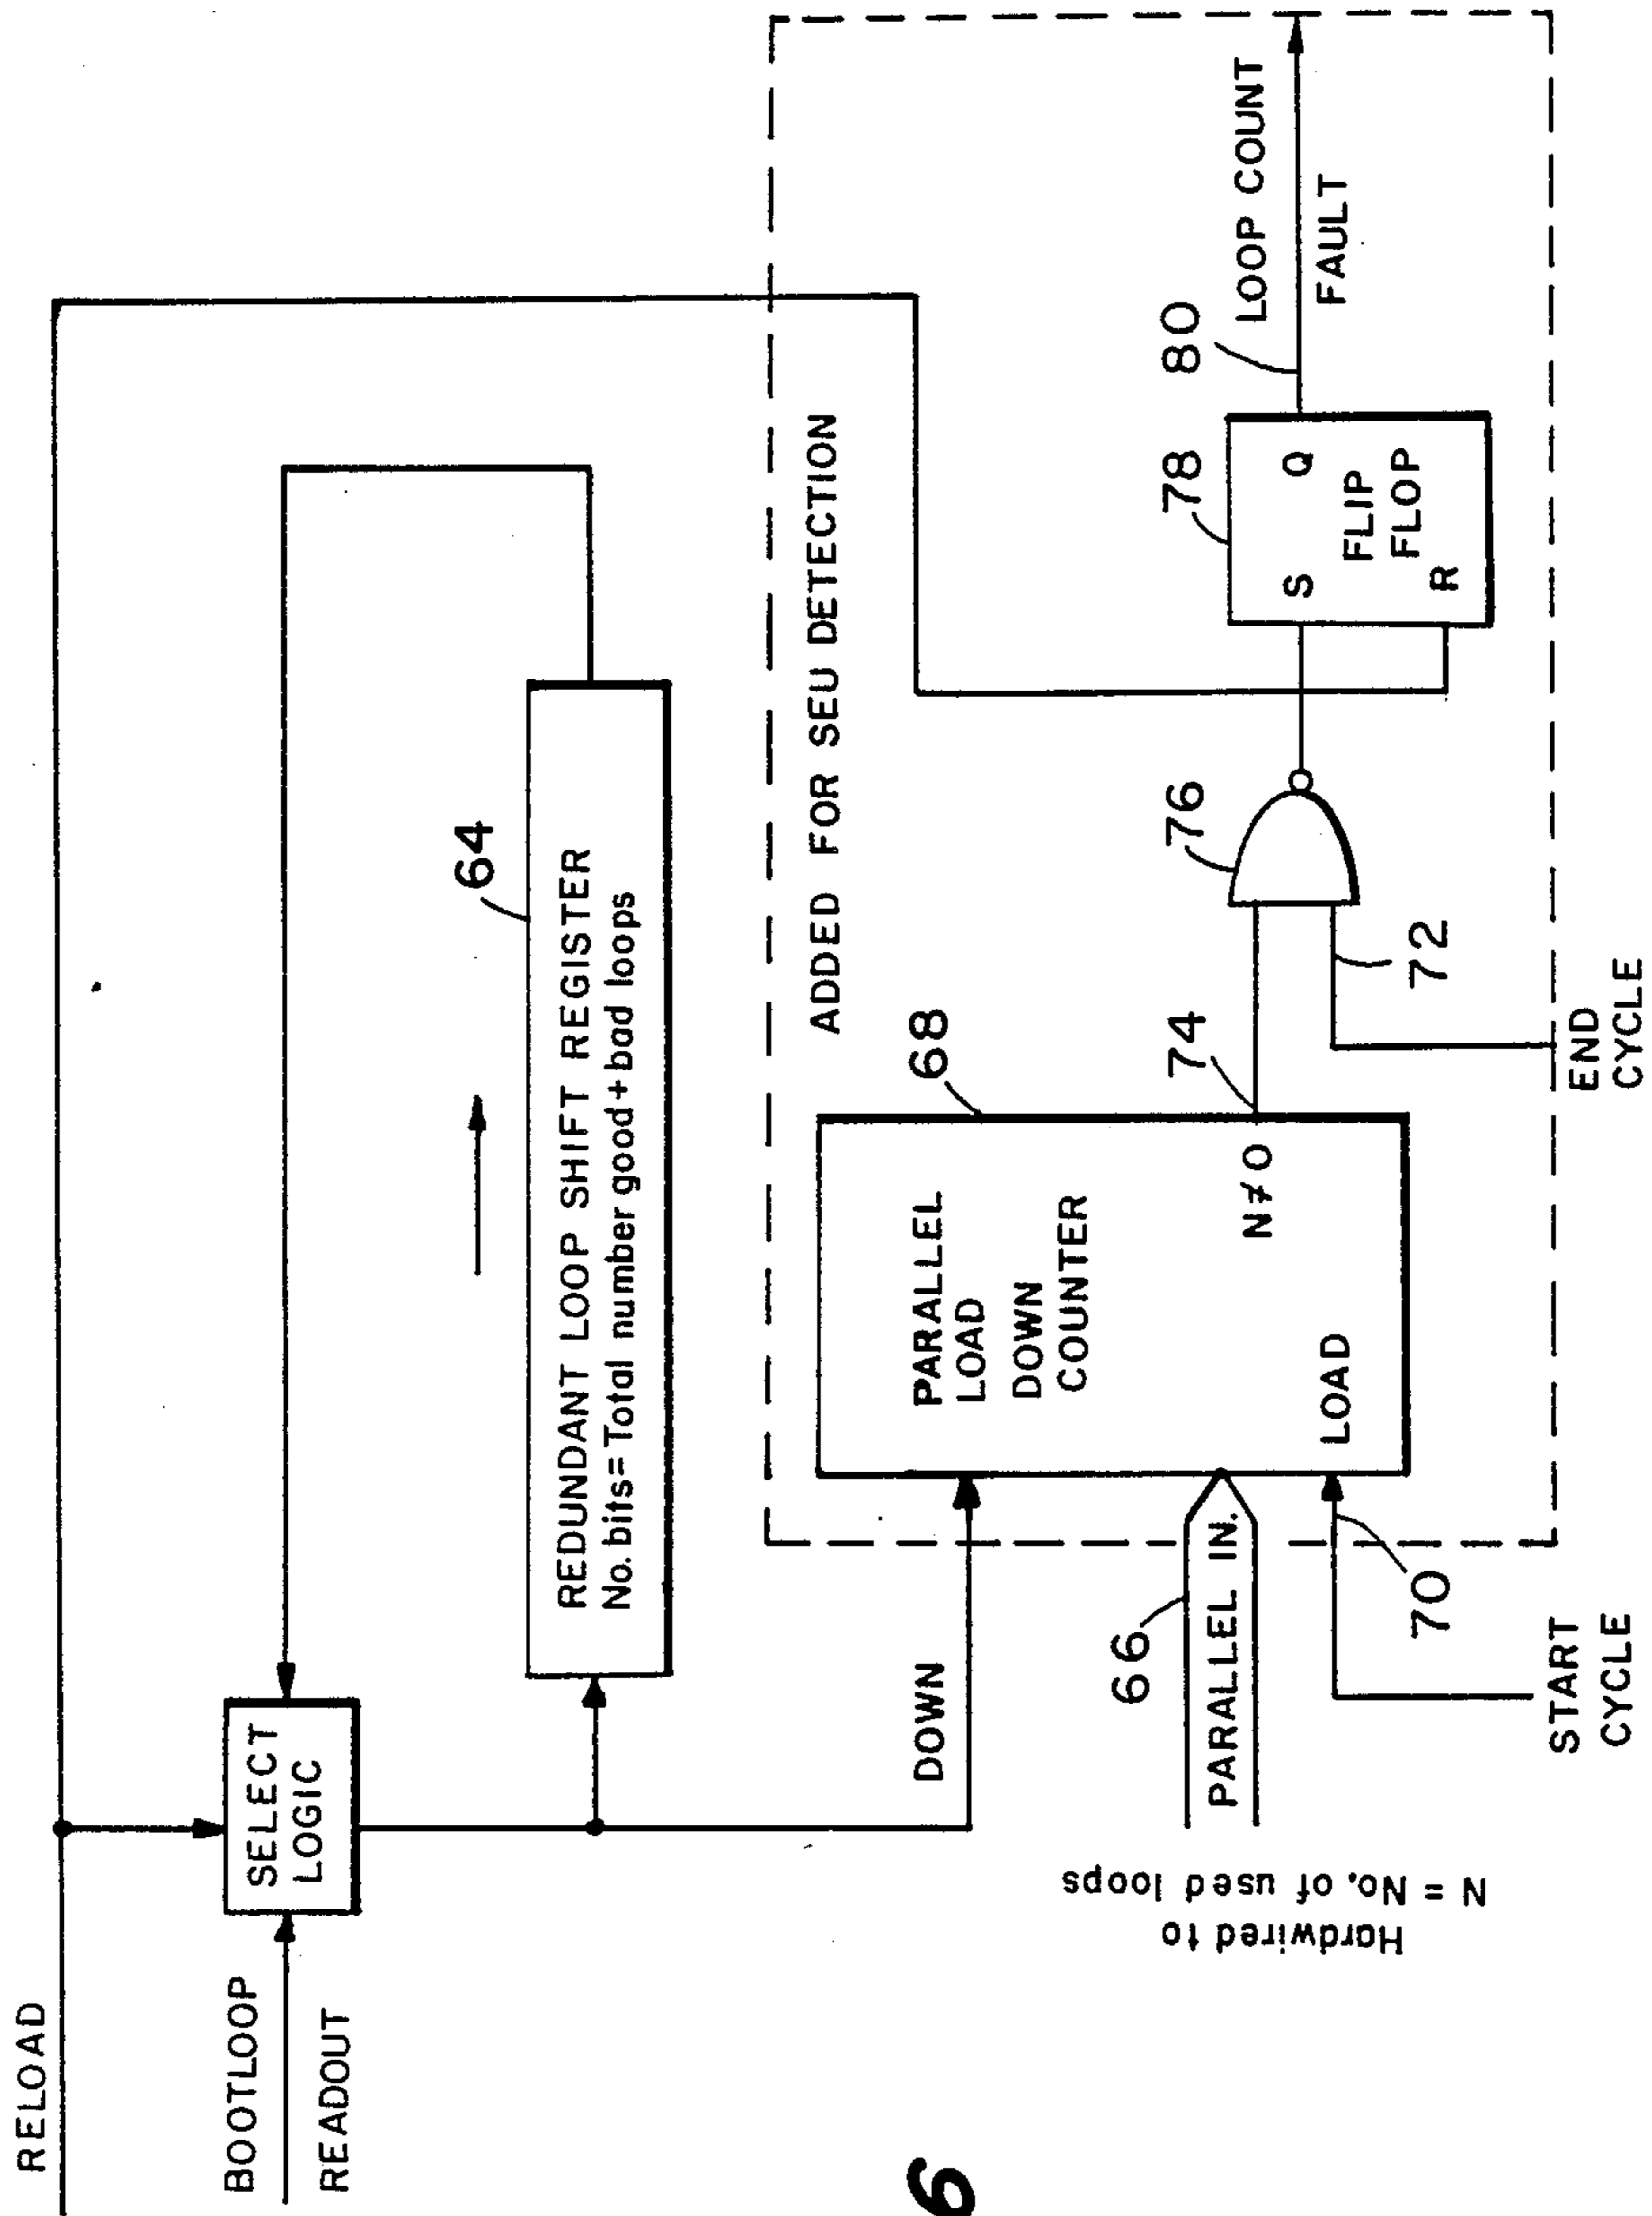 RELOAD
BOOTLOOP
READOUT
SELECT
LOGIC
64
REDUNDANT LOOP SHIFT REGISTER
No. bits = Total number good + bad loops
ADDED FOR SEU DETECTION
DOWN
68
PARALLEL
LOAD
DOWN
COUNTER
N≠0
LOAD
66
PARALLEL IN.
Hardwired to
N = No. of used loops
70
START
CYCLE
74
72
END
CYCLE
76
78
S Q
FLIP
FLOP
R
80
LOOP COUNT
FAULT